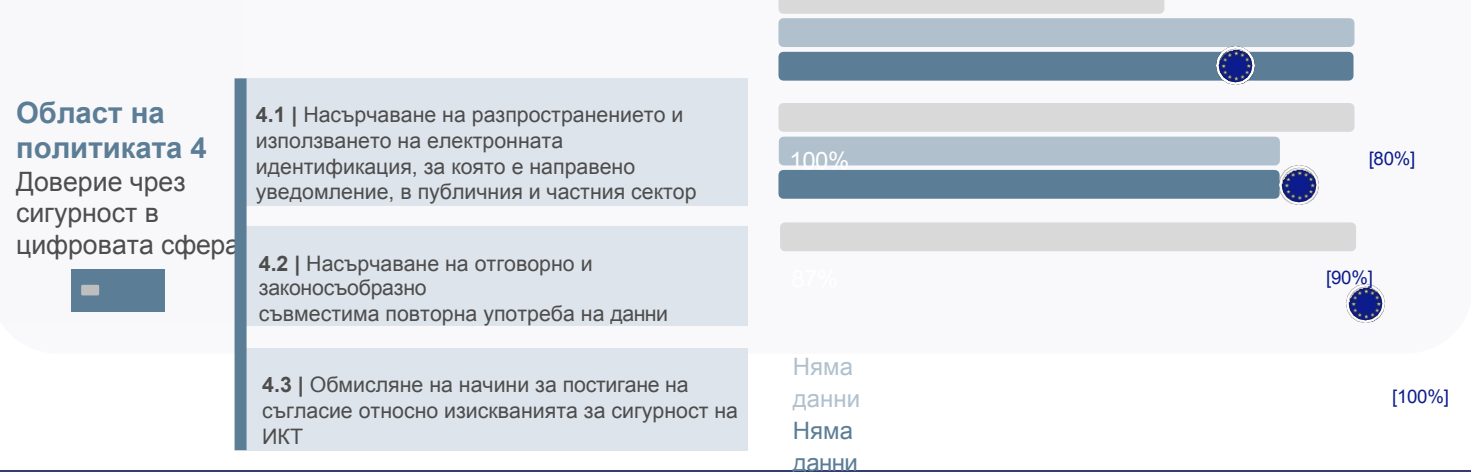 Област на
политиката 4
Доверие чрез
сигурност в
цифровата сфера
4.1 | Насърчаване на разпространението и
използването на електронната
идентификация, за която е направено
уведомление, в публичния и частния сектор
100%
[80%]
4.2 | Насърчаване на отговорно и
законосъобразно
съвместима повторна употреба на данни
87%
[90%]
4.3 | Обмисляне на начини за постигане на
съгласие относно изискванията за сигурност на
ИКТ
Няма
данни
Няма
данни
[100%]